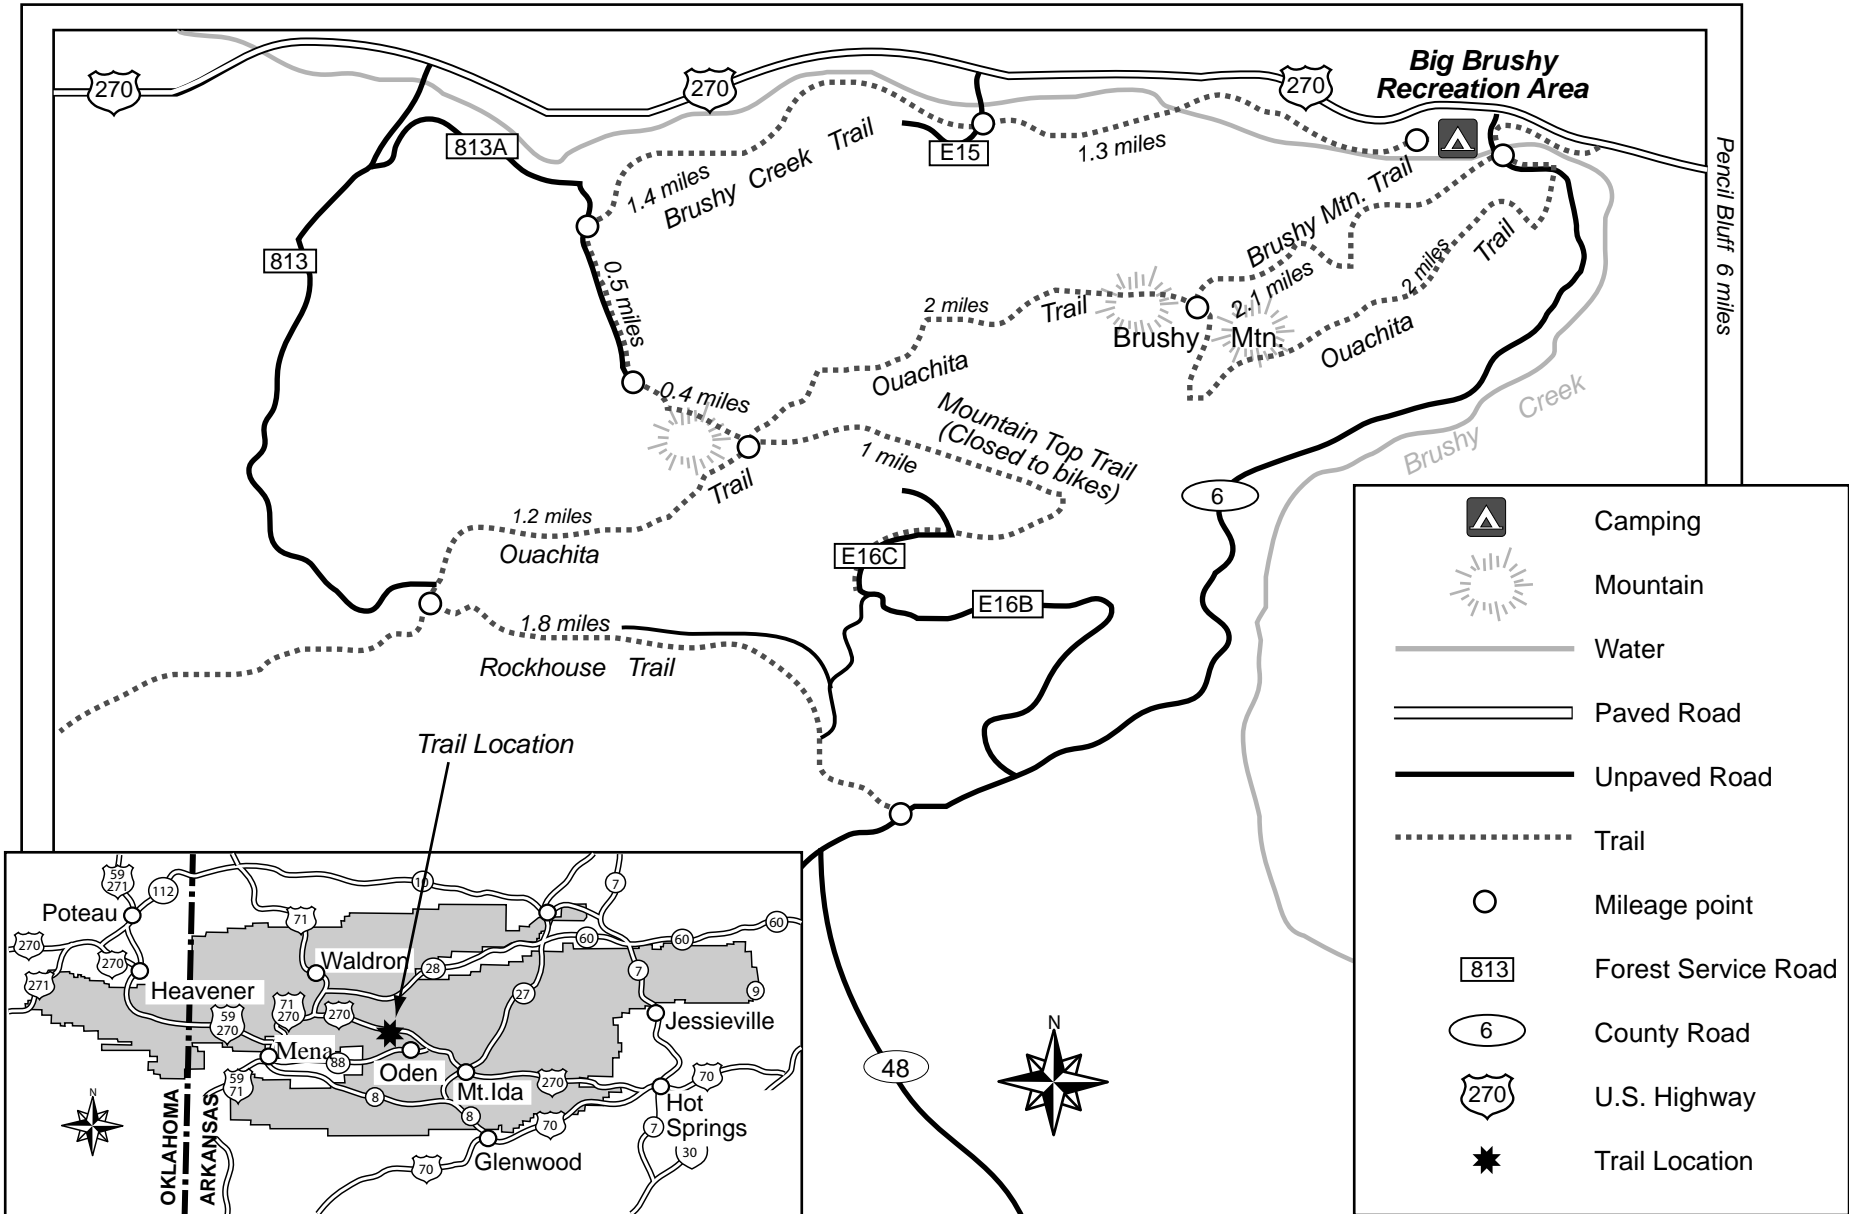 270
270
270
Big Brushy
Recreation Area
Pencil Bluff 6 miles
813A
E15
1.3 miles
1.4 miles
Brushy Creek Trail
Brushy Mtn. Trail
813
0.5 miles
2 miles
Trail
2.1 miles
2 miles
Trail
Brushy Mtn.
Ouachita
Ouachita
0.4 miles
Mountain Top Trail
(Closed to bikes)
1 mile
Brushy Creek
Trail
6
1.2 miles
Ouachita
E16C
E16B
1.8 miles
Rockhouse Trail
Trail Location
48
N
Camping
Mountain
Water
Paved Road
Unpaved Road
Trail
Mileage point
813
Forest Service Road
6
County Road
270
U.S. Highway
Trail Location
59
271
112
10
7
Poteau
71
60
60
60
270
270
Waldron
28
7
271
Heavener
27
9
59
270
71
270
270
Jessieville
Mena
88
Oden
59
71
8
Mt.Ida
270
70
8
Hot
Springs
70
7
30
N
Glenwood
70
OKLAHOMA
ARKANSAS